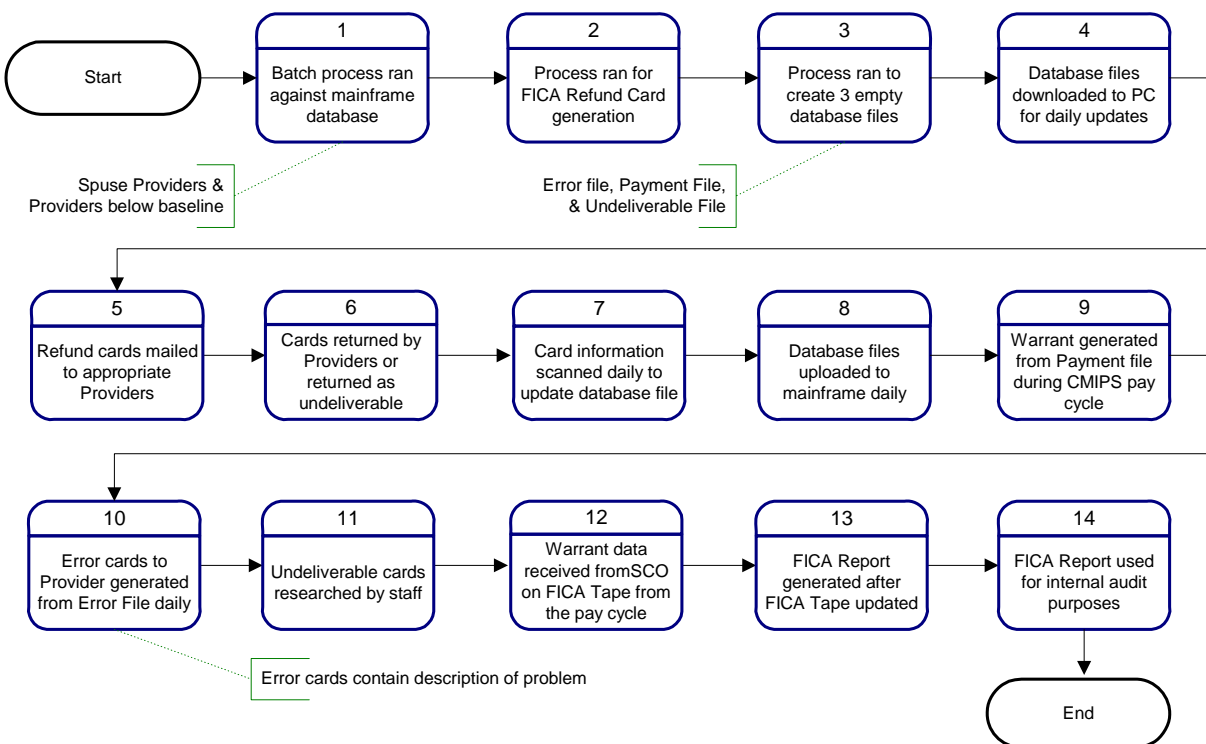 Start
1
Batch process ran
against mainframe
database
2
Process ran for
FICA Refund Card
generation
3
Process ran to
create 3 empty
database files
4
Database files
downloaded to PC
for daily updates
Spuse Providers &
Providers below baseline
Error file, Payment File,
& Undeliverable File
5
Refund cards mailed
to appropriate
Providers
6
Cards returned by
Providers or
returned as
undeliverable
7
Card information
scanned daily to
update database file
8
Database files
uploaded to
mainframe daily
9
Warrant generated
from Payment file
during CMIPS pay
cycle
10
Error cards to
Provider generated
from Error File daily
11
Undeliverable cards
researched by staff
12
Warrant data
received fromSCO
on FICA Tape from
the pay cycle
13
FICA Report
generated after
FICA Tape updated
14
FICA Report used
for internal audit
purposes
Error cards contain description of problem
End